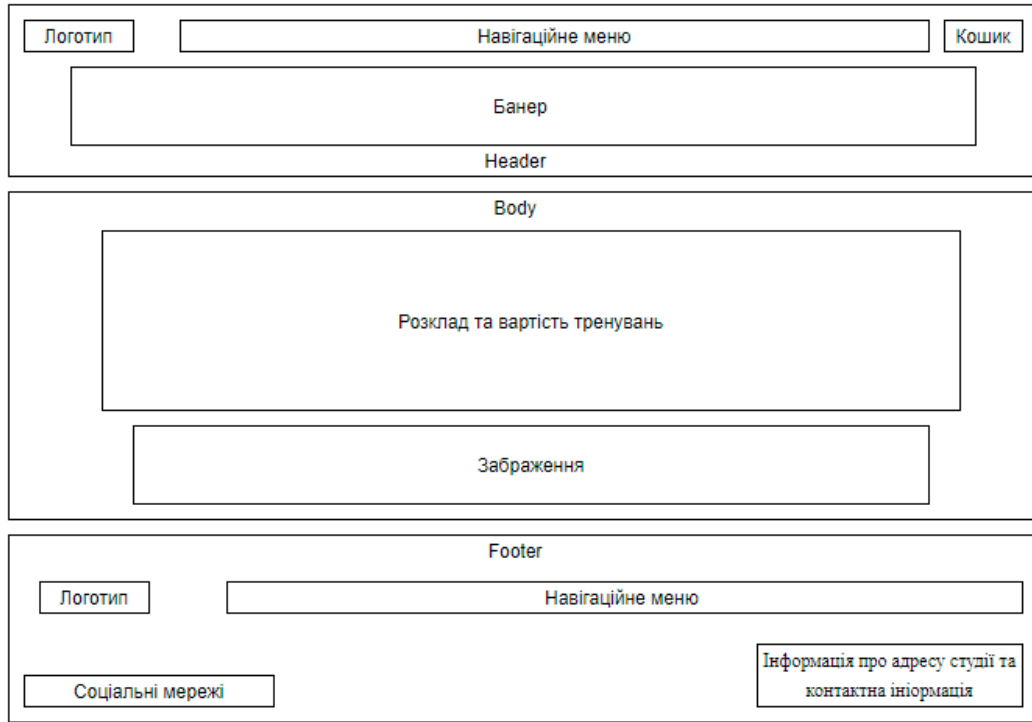 Логотип
Навігаційне меню
Кошик
Банер
Header
Body
Розклад та вартість тренувань
Забраження
Footer
Логотип
Навігаційне меню
Соціальні мережі
Інформація про адресу студії та
контактна ініормація